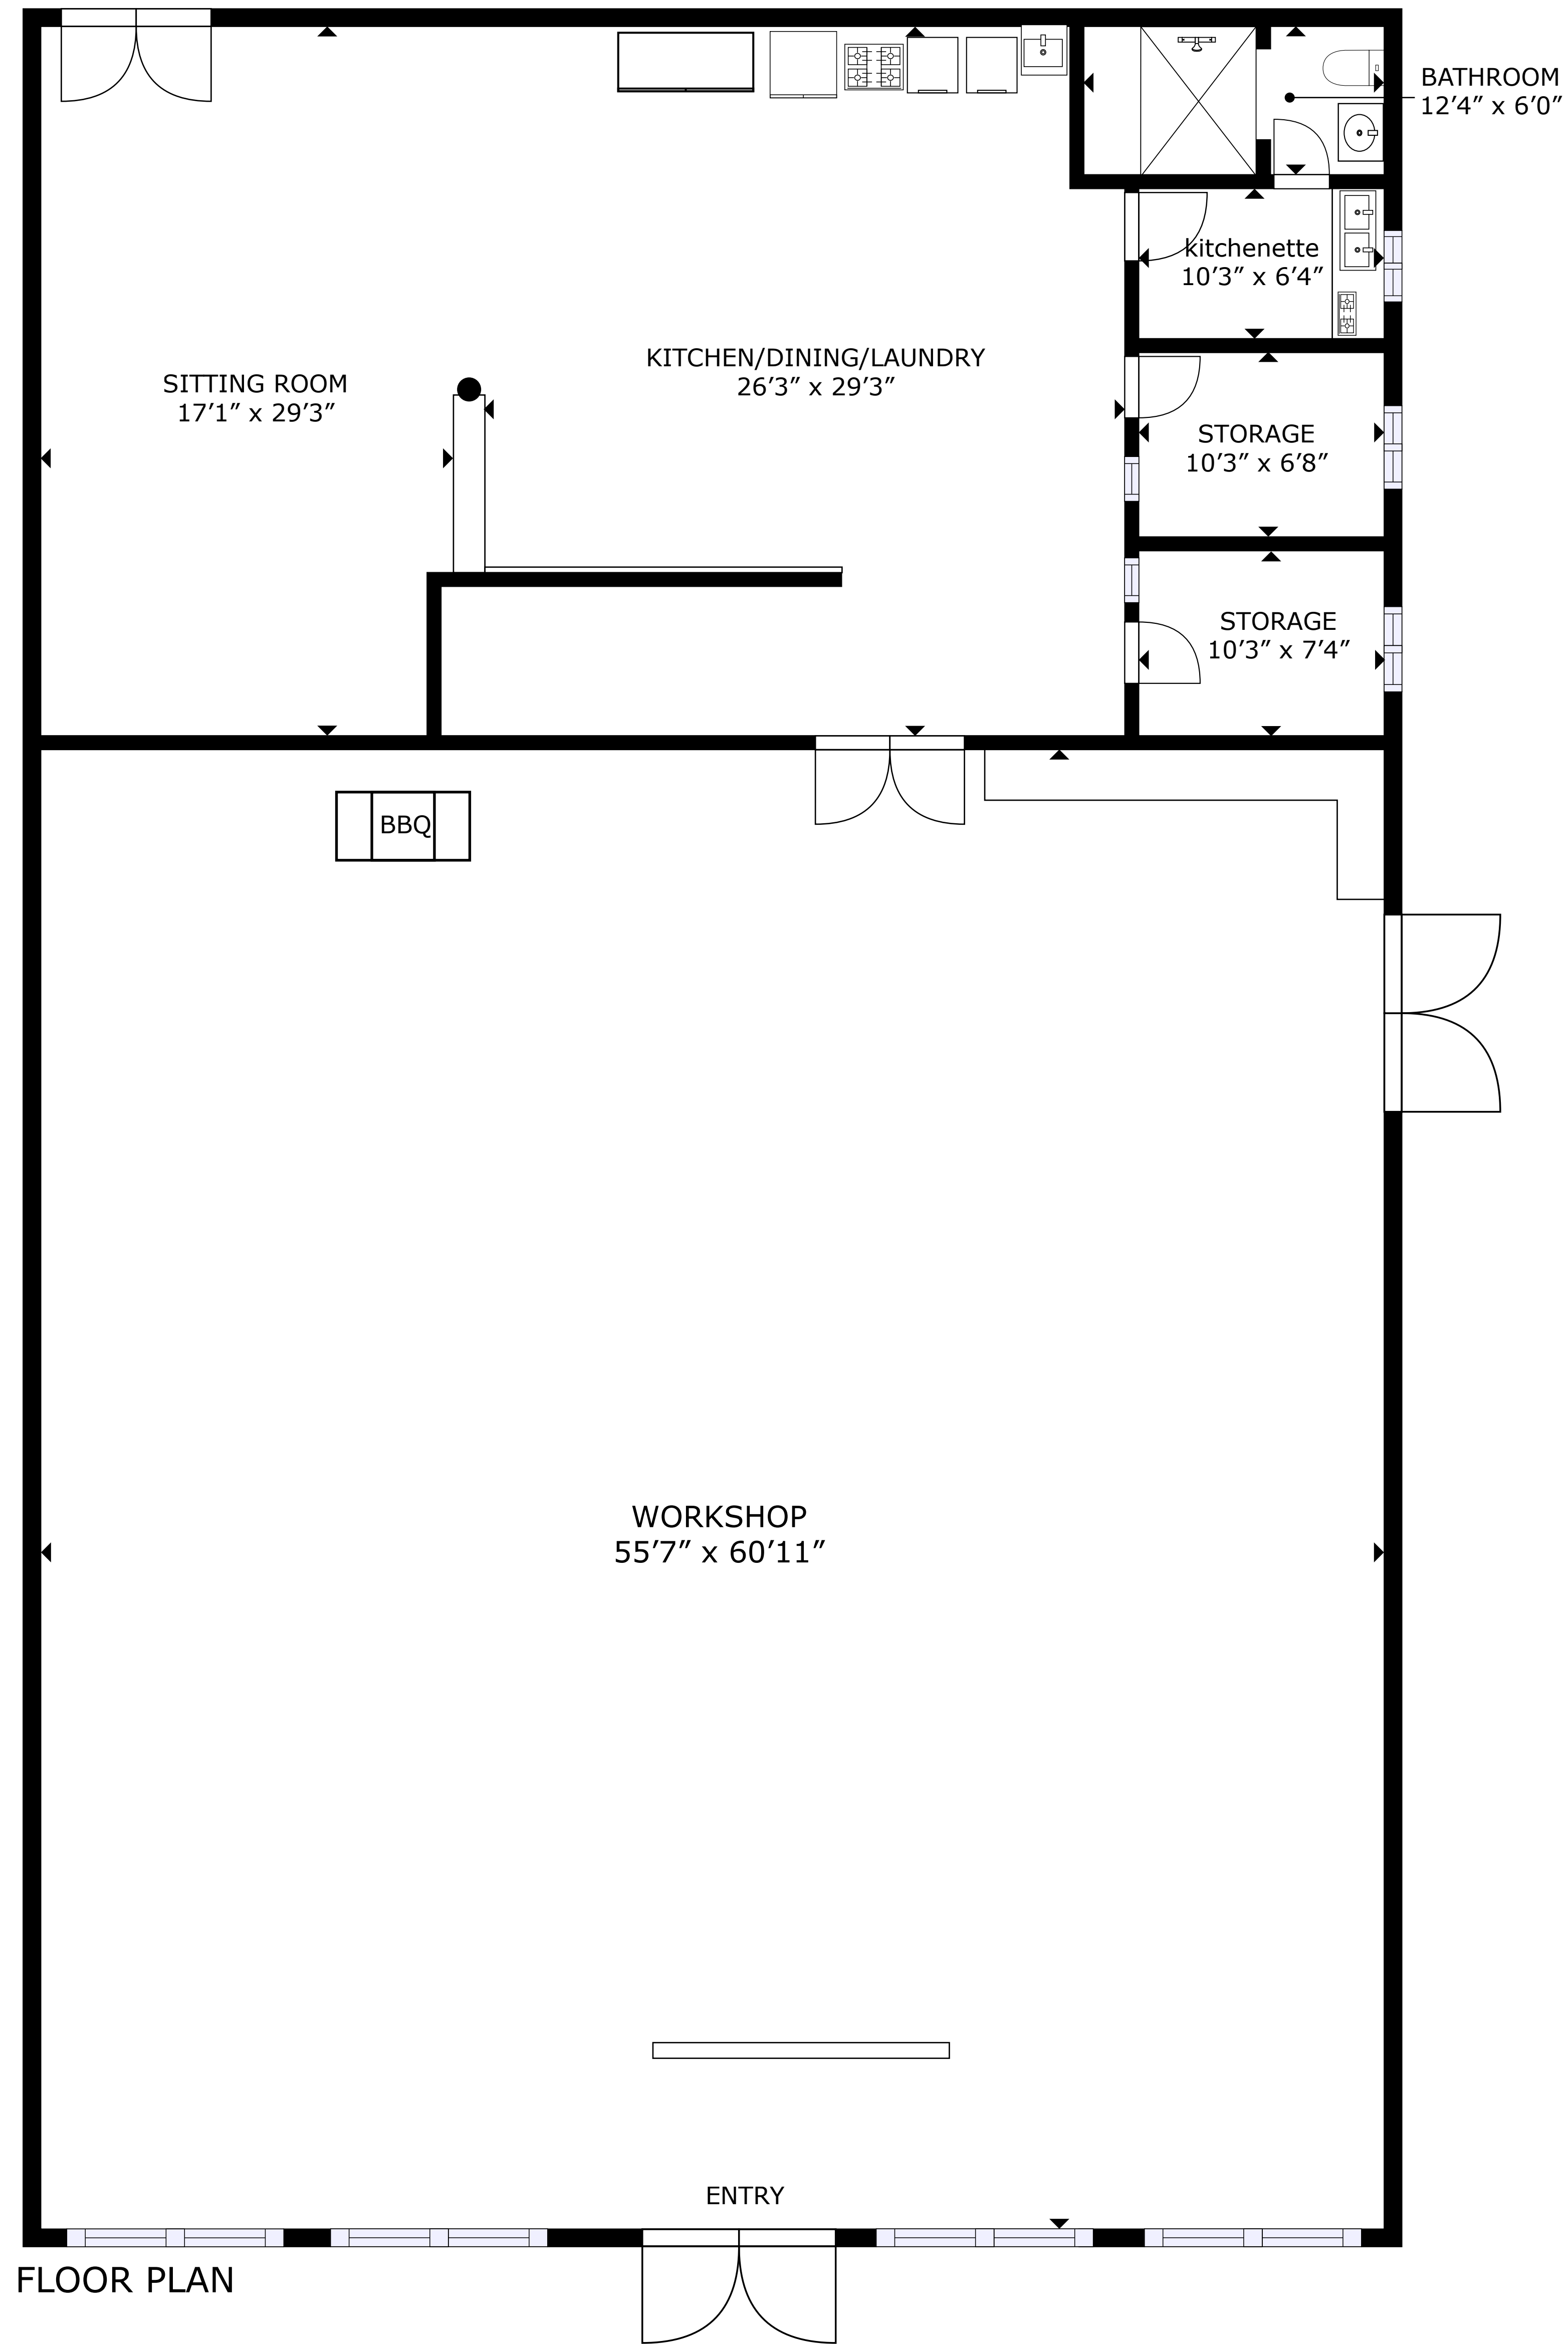 BATHROOM
12’4” x 6’0”
kitchenette
10’3” x 6’4”
KITCHEN/DINING/LAUNDRY
26’3” x 29’3”
SITTING ROOM
17’1” x 29’3”
STORAGE
10’3” x 6’8”
STORAGE
10’3” x 7’4”
BBQ
WORKSHOP
55’7” x 60’11”
ENTRY
FLOOR PLAN